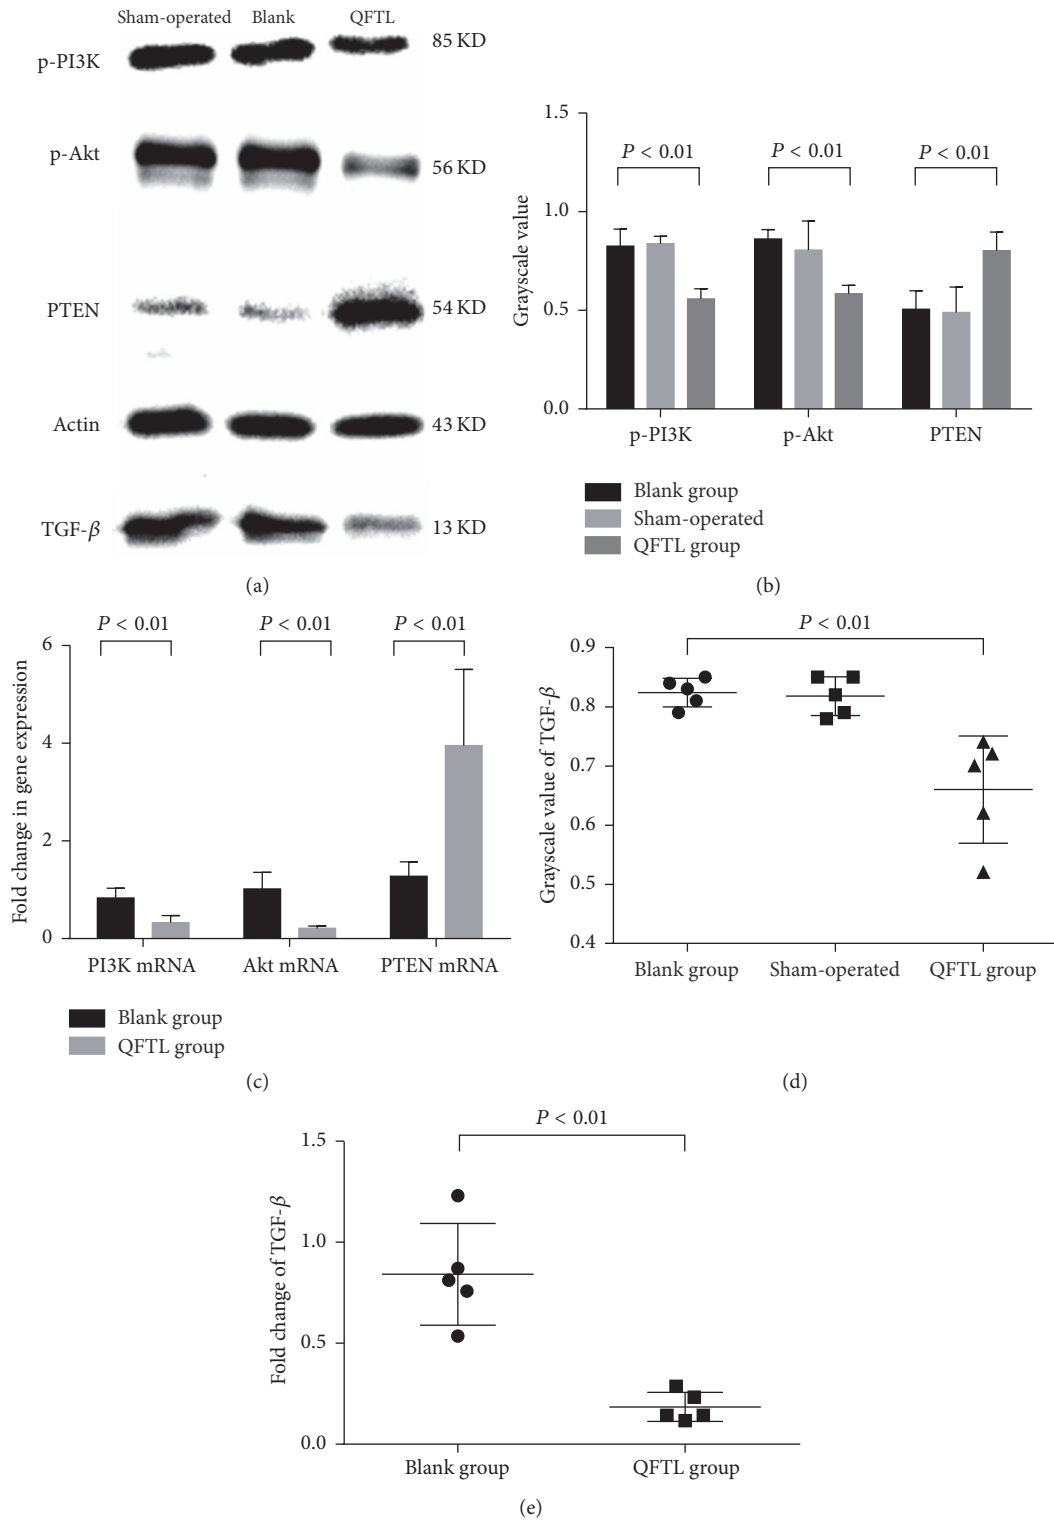 Sham-operated Blank QFTL
p-PI3K 85 KD
p-Akt 56 KD
PTEN 54 KD
Actin 43 KD
TGF-β 13 KD
(a)
1.5
1.0
0.5
0.0
Grayscale value
P < 0.01 P < 0.01 P < 0.01
p-PI3K p-Akt PTEN
Blank group
Sham-operated
QFTL group
(b)
P < 0.01 P < 0.01 P < 0.01
6
4
2
0
Fold change in gene expression
PI3K mRNA Akt mRNA PTEN mRNA
Blank group
QFTL group
(c)
P < 0.01
0.9
0.8
0.7
0.6
0.5
0.4
Grayscale value of TGF-β
Blank group Sham-operated QFTL group
(d)
P < 0.01
1.5
1.0
0.5
0.0
Fold change of TGF-β
Blank group QFTL group
(e)